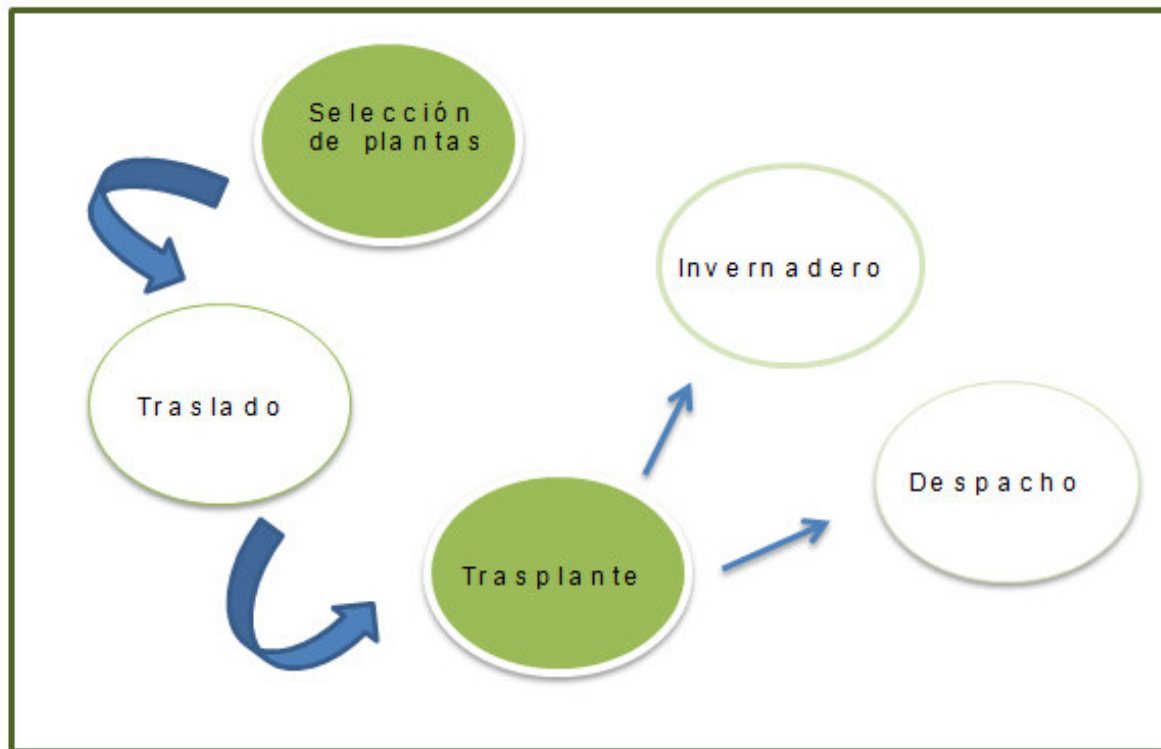 Selección
de plantas
Invernadero
Traslado
Despacho
Trasplante